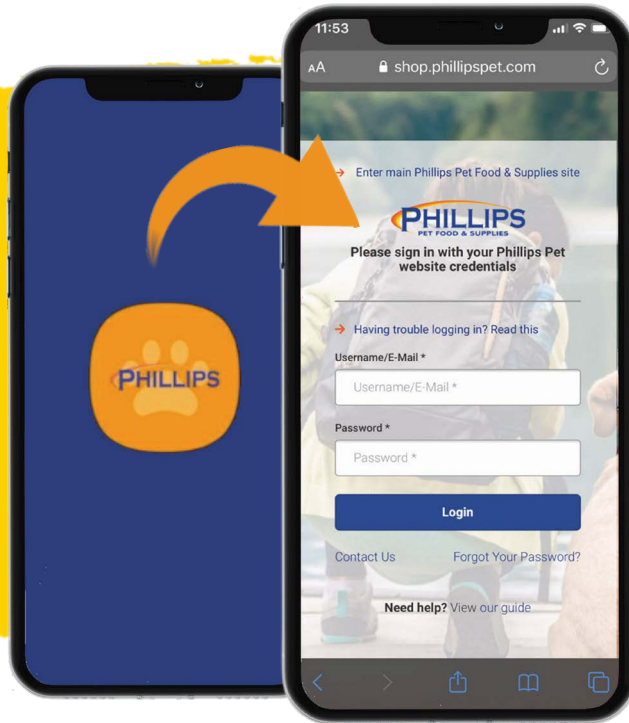 PHILLIPS
11:53
AA
shop.phillipspet.com
Enter main Phillips Pet Food & Supplies site
PHILLIPS
PET FOOD & SUPPLIES
Please sign in with your Phillips Pet
website credentials
Having trouble logging in? Read this
Username/E-Mail *
Username/E-Mail *
Password *
Password *
Login
Contact Us
Forgot Your Password?
Need help? View our guide